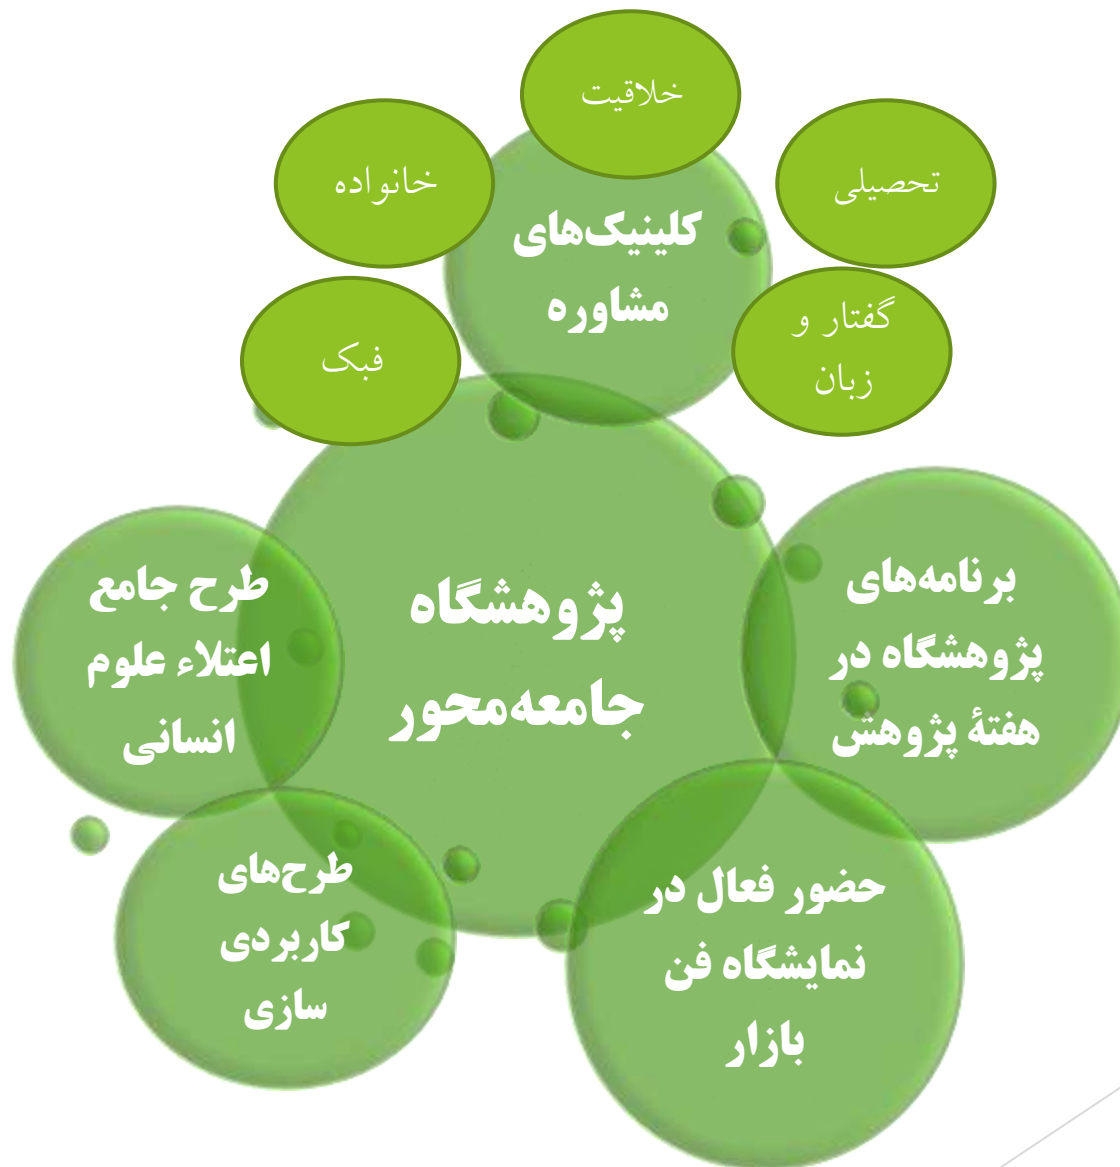 خلاقیت
خانواده
تحصیلی
کلینیک‌های
مشاوره
گفتار و
زبان
فبک
پژوهشگاه
جامعه‌محور
برنامه‌های
پژوهشگاه در
هفتهٔ پژوهش
طرح جامع
اعتلاء علوم
انسانی
طرح‌های
کاربردی
سازی
حضور فعال در
نمایشگاه فن
بازار